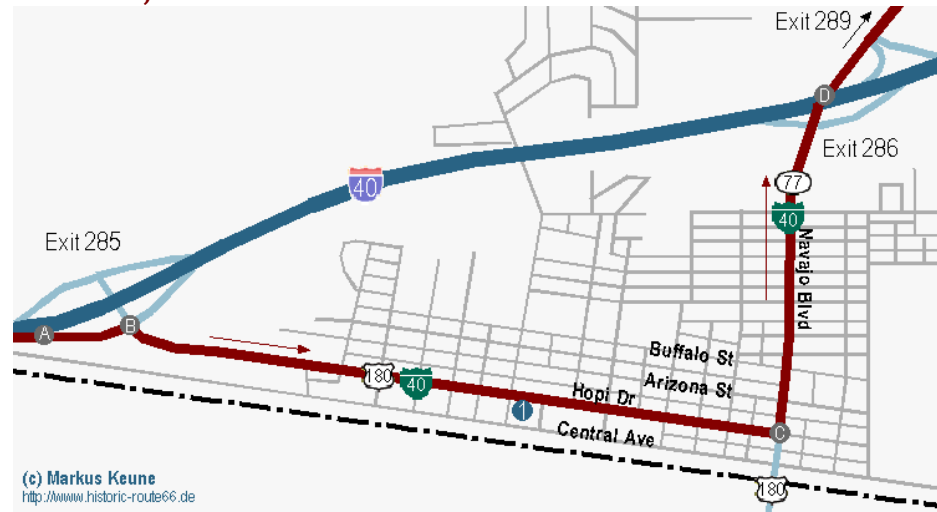 Exit 289
D
Exit 286
77
40
40
Navajo Blvd
Exit 285
A
B
Buffalo St
180
40
Arizona St
Hopi Dr
1
Central Ave
C
180
(c) Markus Keune
http://www.historic-route66.de